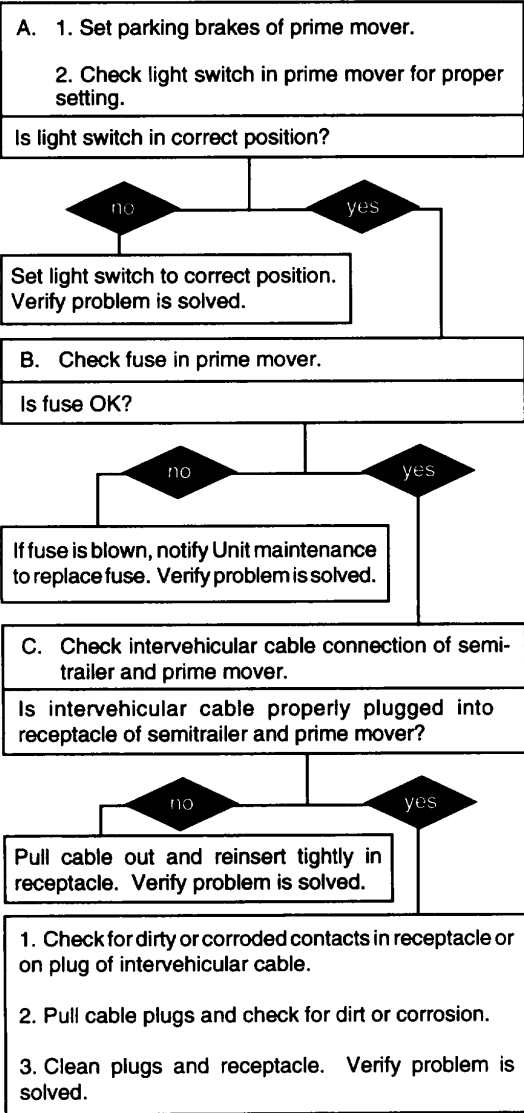 A. 1. Set parking brakes of prime mover.
2. Check light switch in prime mover for proper
setting.
Is light switch in correct position?
no
yes
Set light switch to correct position.
Verify problem is solved.
B. Check fuse in prime mover.
Is fuse OK?
no
yes
If fuse is blown, notify Unit maintenance
to replace fuse. Verify problem is solved.
C. Check intervehicular cable connection of semi-
trailer and prime mover.
Is intervehicular cable properly plugged into
receptacle of semitrailer and prime mover?
no
yes
Pull cable out and reinsert tightly in
receptacle. Verify problem is solved.
1. Check for dirty or corroded contacts in receptacle or
on plug of intervehicular cable.
2. Pull cable plugs and check for dirt or corrosion.
3. Clean plugs and receptacle. Verify problem is
solved.